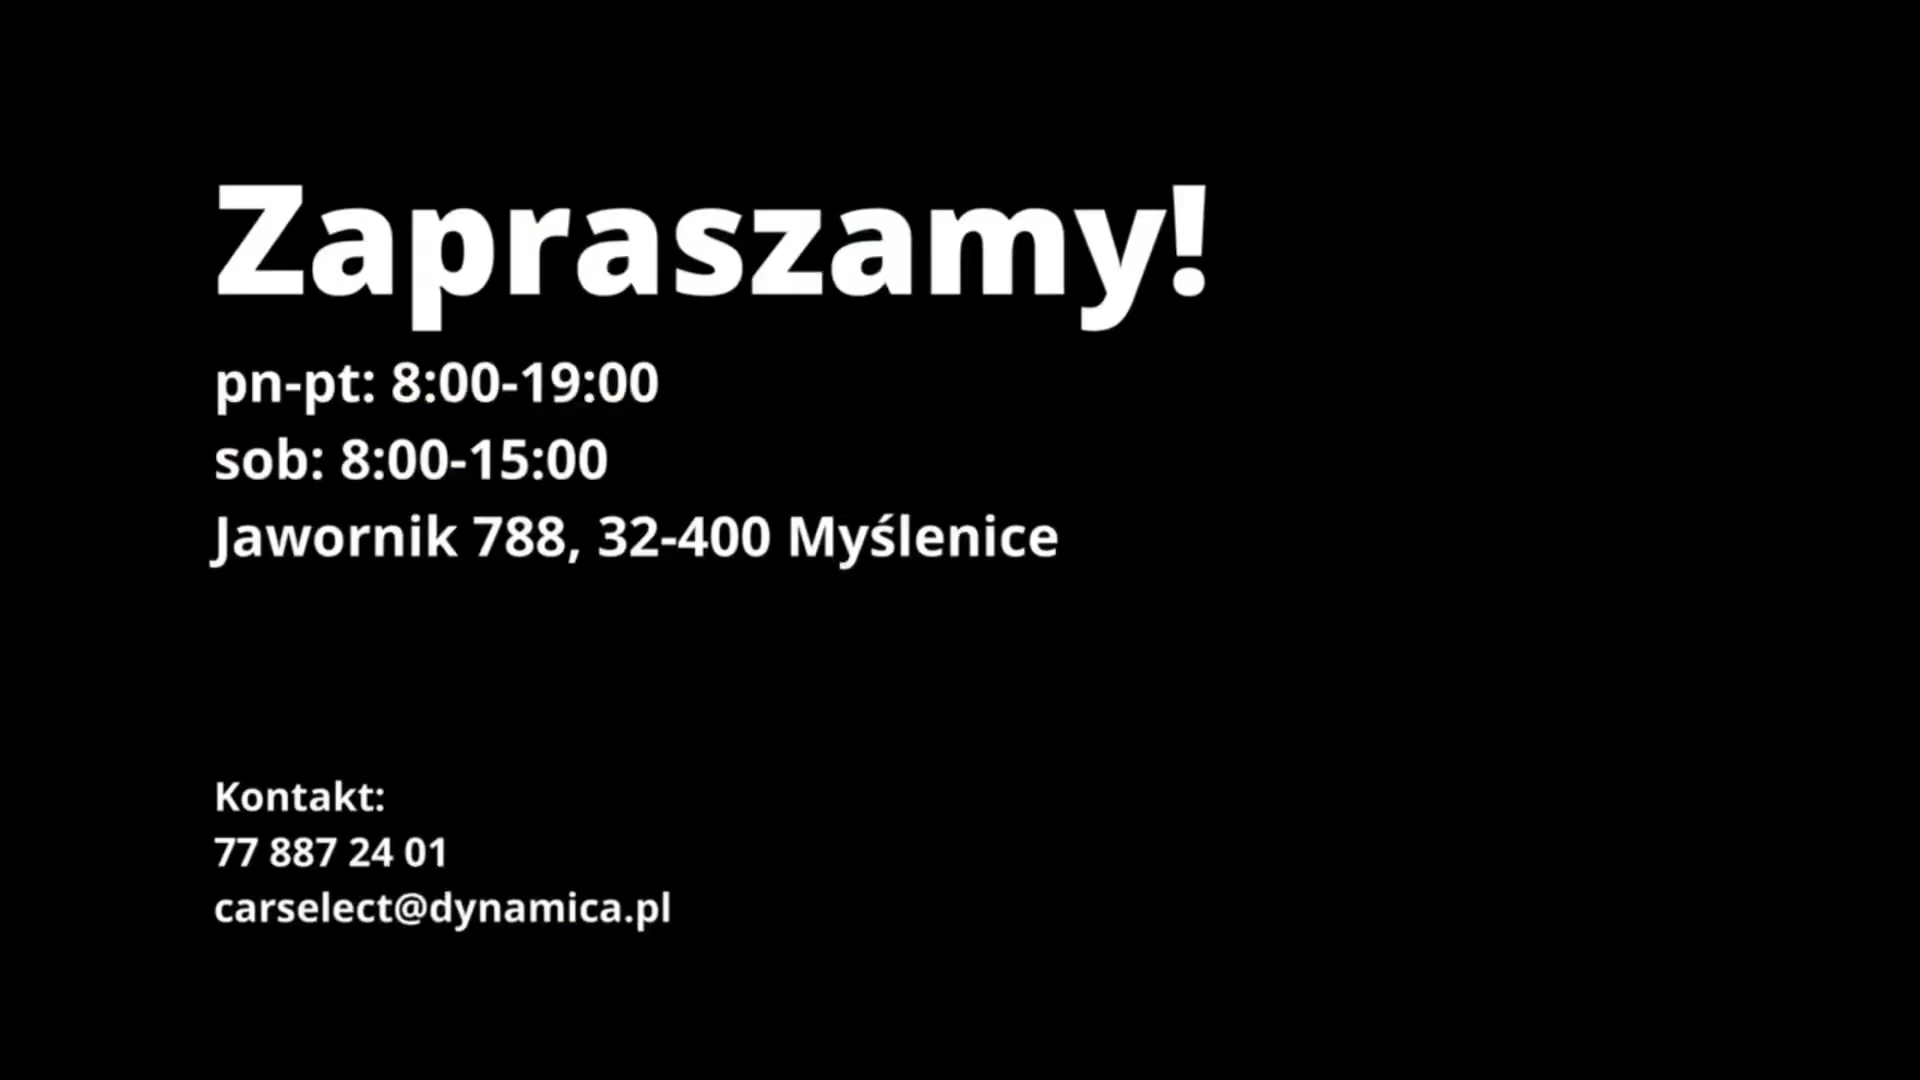 Zapraszamy!
pn-pt: 8:00-19:00
sob: 8:00-15:00
Jawornik 788, 32-400 Myślenice
Kontakt:
77 887 24 01
carselect@dynamica.pl